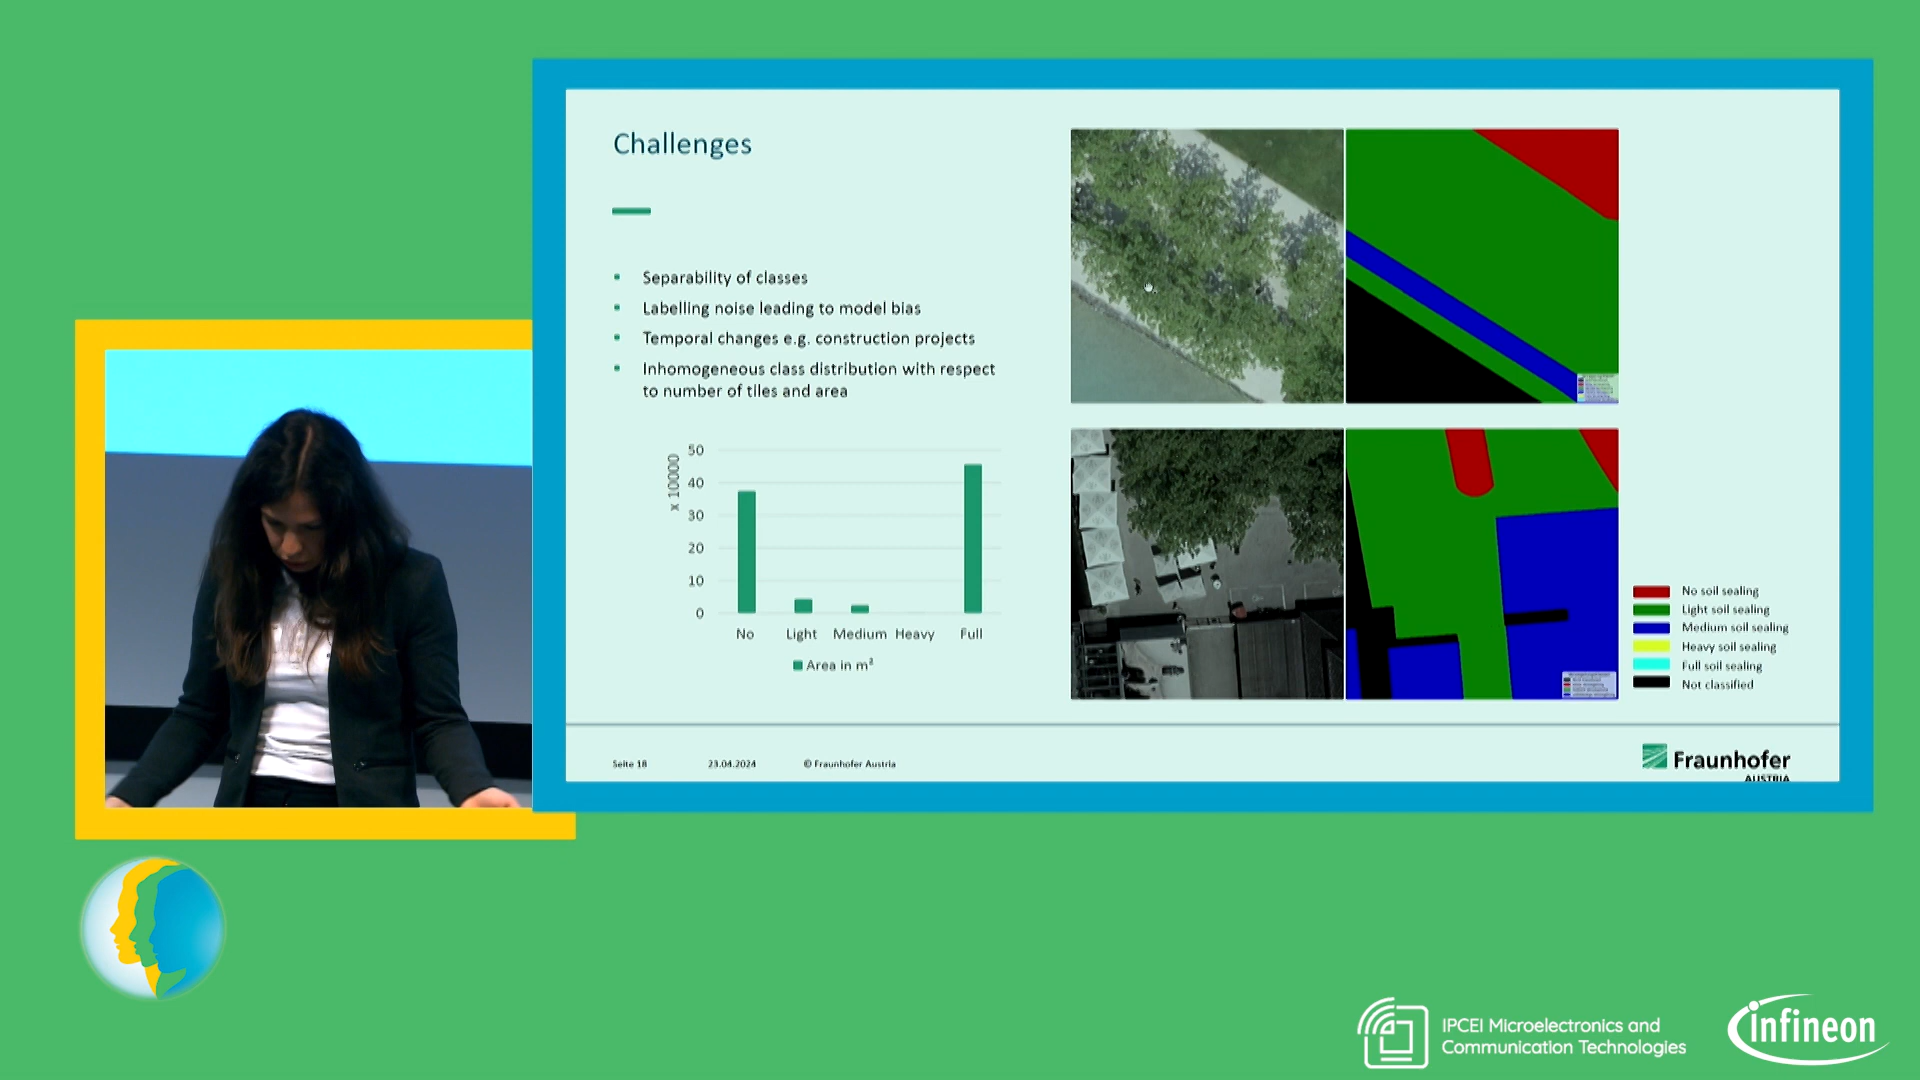 Challenges
Separability of classes
Labelling noise leading to model bias
Temporal changes e.g. construction projects
Inhomogeneous class distribution with respect
to number of tiles and area
x 10000
50
40
30
20
10
0
No Light Medium Heavy Full
Area in m²
No soil sealing
Light soil sealing
Medium soil sealing
Heavy soil sealing
Full soil sealing
Not classified
Seite 18 23.04.2024 © Fraunhofer Austria
Fraunhofer
AUSTRIA
IPCEI Microelectronics and
Communication Technologies
infineon